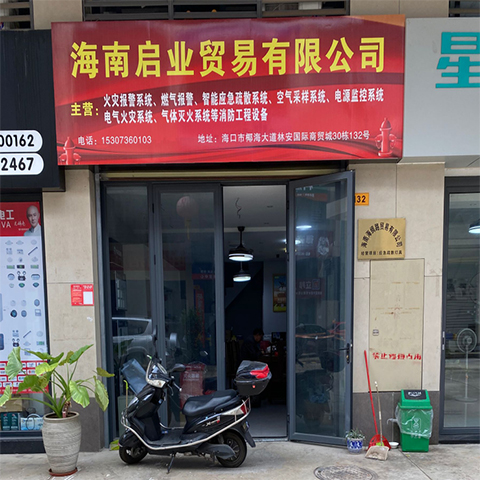 海南启业贸易有限公司
主营：火灾报警系统、燃气报警、智能应急疏散系统、空气采样系统、电源监控系统
电气火灾系统、气体灭火系统等消防工程设备
电话：15307360103
地址：海口市椰海大道林安国际商贸城30栋132号
00162
2467
星
电工
132